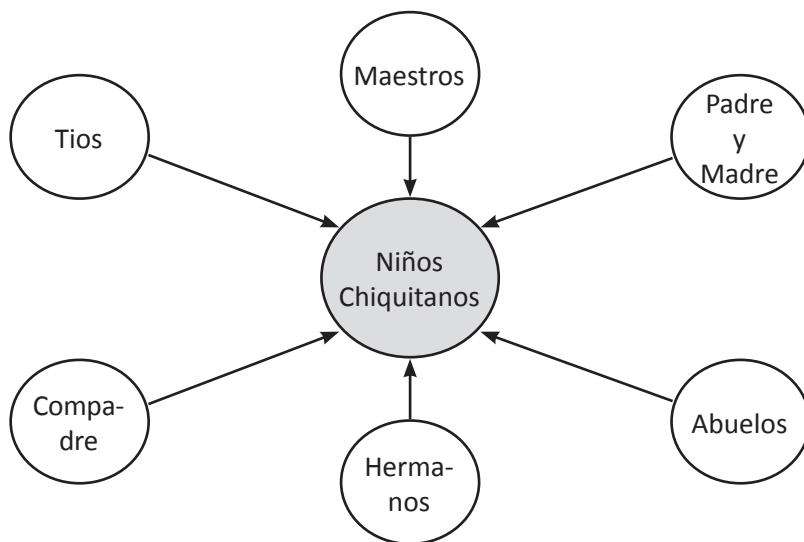 Maestros
Tios
Padre
y
Madre
Niños
Chiquitanos
Compa-
dre
Abuelos
Herma-
nos